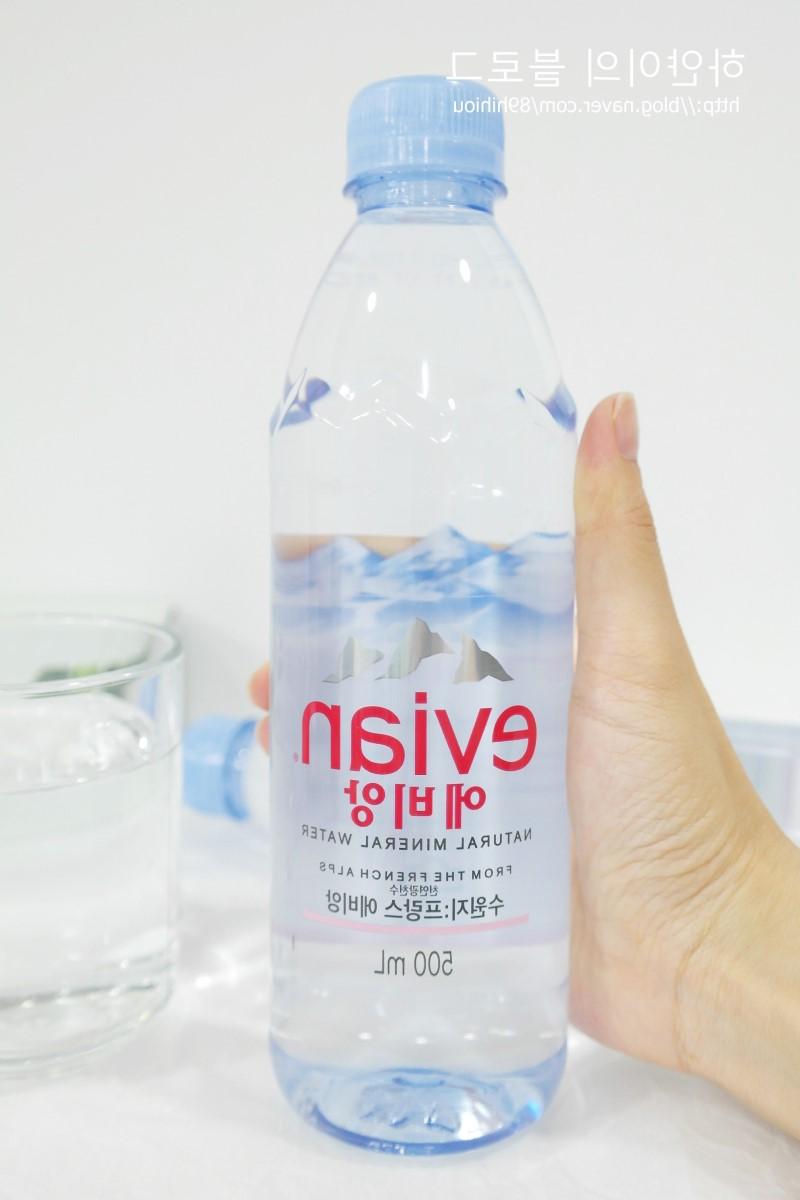 하얀이의 블로그
http://blog.naver.com/89hihiou
evian
에비앙
NATURAL MINERAL WATER
FROM THE FRENCH ALPS
천연광천수
수원지:프랑스 에비앙
500 mL